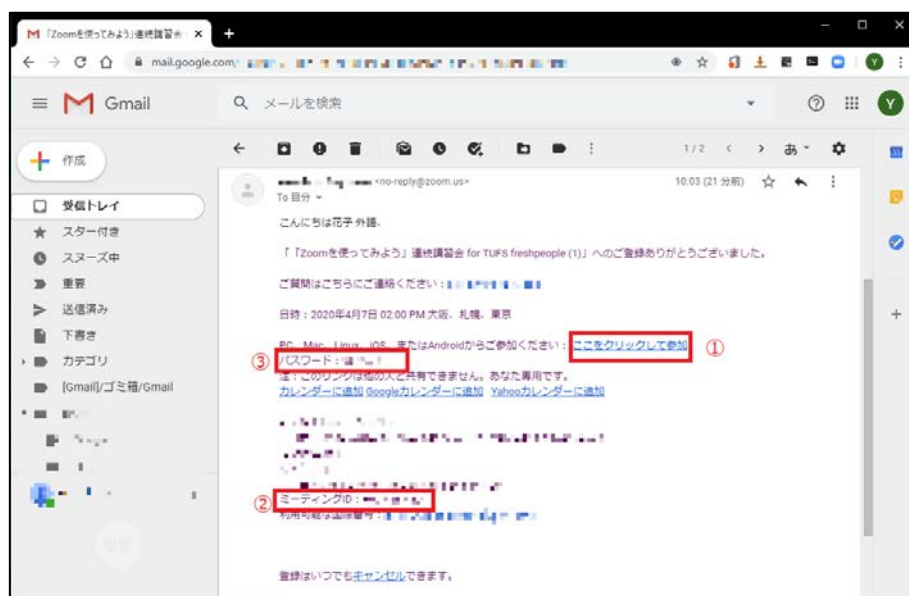 「Zoomを使ってみよう」連続講習会
mail.google.com
Gmail
メールを検索
作成
1/2
あ
受信トレイ
スター付き
スヌーズ中
重要
送信済み
下書き
カテゴリ
[Gmail]/ゴミ箱/Gmail
<no-reply@zoom.us>
10:03 (21 分前)
To 自分
こんにちは花子 外語、
「「Zoomを使ってみよう」連続講習会 for TUFS freshpeople (1)」へのご登録ありがとうございました。
ご質問はこちらにご連絡ください：
日時：2020年4月7日 02:00 PM 大阪、札幌、東京
PC、Mac、Linux、iOS、またはAndroidからご参加ください： ここをクリックして参加 ①
③ パスワード：
注：このリンクは他の人と共有できません。あなた専用です。
カレンダーに追加 Googleカレンダーに追加 Yahooカレンダーに追加
② ミーティングID：
利用可能な国際番号：
登録はいつでもキャンセルできます。
Y
Y